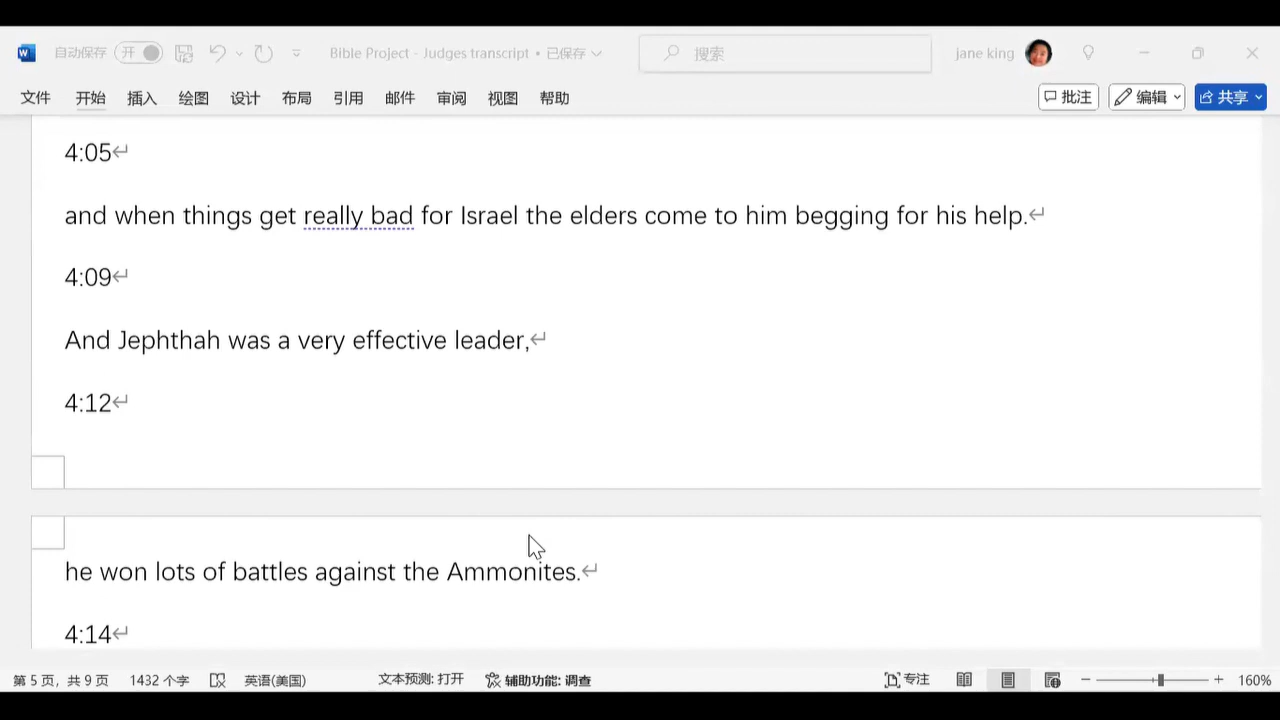 自动保存 开 Bible Project - Judges transcript • 已保存 搜索 jane king
文件 开始 插入 绘图 设计 布局 引用 邮件 审阅 视图 帮助 批注 编辑 共享
4:05
and when things get really bad for Israel the elders come to him begging for his help.
4:09
And Jephthah was a very effective leader,
4:12
he won lots of battles against the Ammonites.
4:14
第 5 页，共 9 页 1432 个字 英语(美国) 文本预测: 打开 辅助功能: 调查 专注 160%